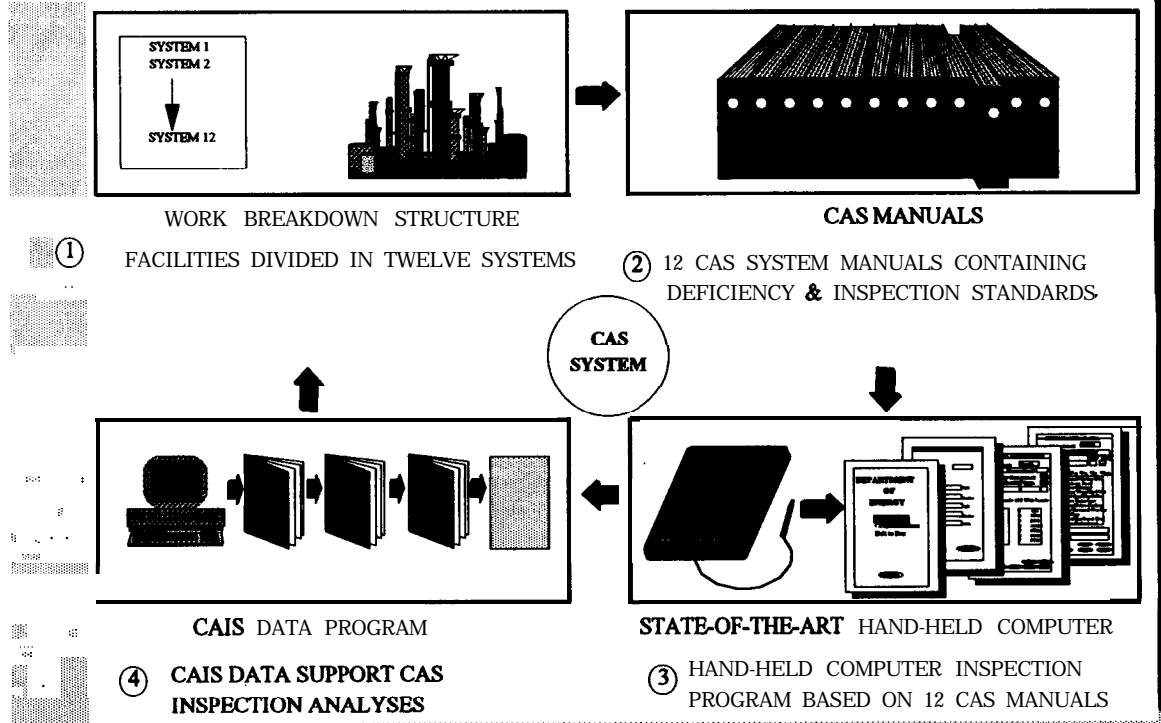 SYSTEM 1
SYSTEM 2
SYSTEM 12
WORK BREAKDOWN STRUCTURE
① FACILITIES DIVIDED IN TWELVE SYSTEMS
CAS MANUALS
② 12 CAS SYSTEM MANUALS CONTAINING
DEFICIENCY & INSPECTION STANDARDS
CAS
SYSTEM
DEPARTMENT
OF
ENERGY
STATE-OF-THE-ART HAND-HELD COMPUTER
③ HAND-HELD COMPUTER INSPECTION
PROGRAM BASED ON 12 CAS MANUALS
CAIS DATA PROGRAM
④ CAIS DATA SUPPORT CAS
INSPECTION ANALYSES